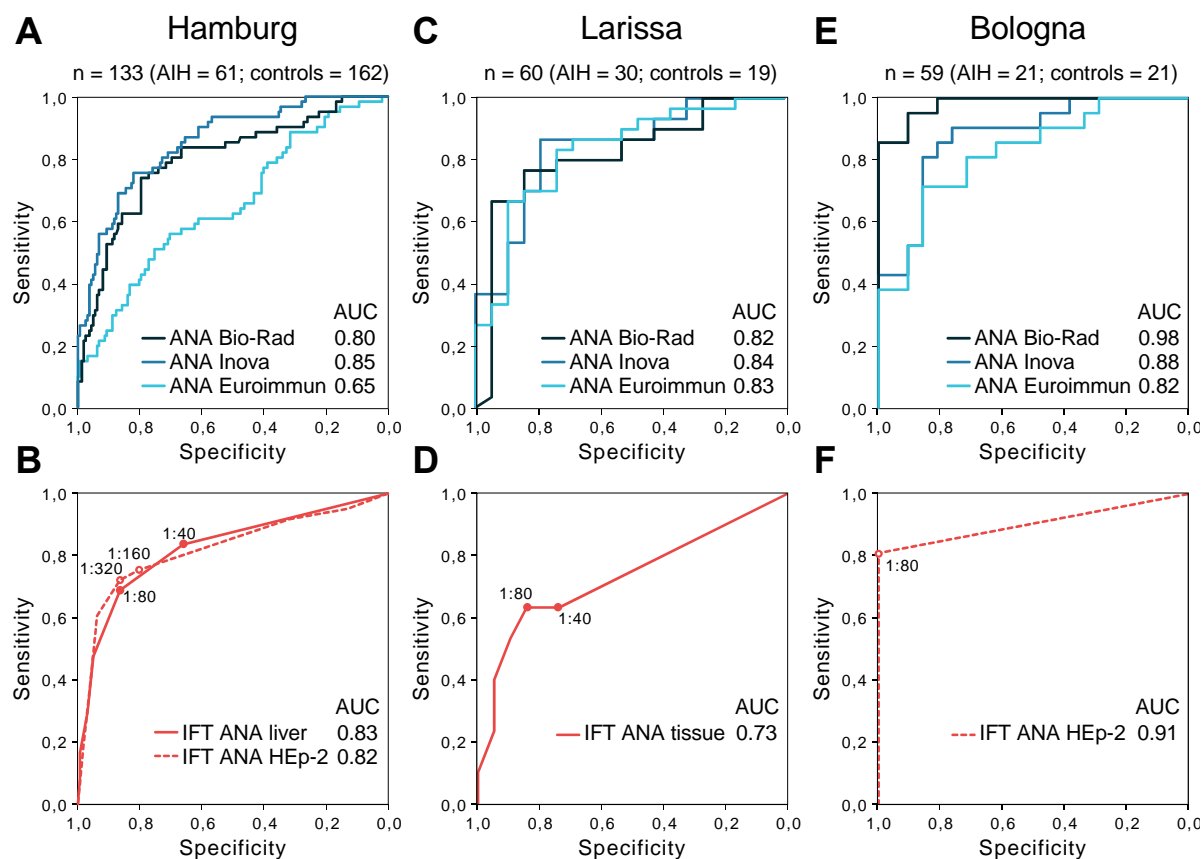 A Hamburg
n = 133 (AIH = 61; controls = 162)
Sensitivity
1,0
0,8
0,6
0,4
0,2
0,0
AUC
ANA Bio-Rad 0.80
ANA Inova 0.85
ANA Euroimmun 0.65
1,0 0,8 0,6 0,4 0,2 0,0
Specificity
C Larissa
n = 60 (AIH = 30; controls = 19)
Sensitivity
1,0
0,8
0,6
0,4
0,2
0,0
AUC
ANA Bio-Rad 0.82
ANA Inova 0.84
ANA Euroimmun 0.83
1,0 0,8 0,6 0,4 0,2 0,0
Specificity
E Bologna
n = 59 (AIH = 21; controls = 21)
Sensitivity
1,0
0,8
0,6
0,4
0,2
0,0
AUC
ANA Bio-Rad 0.98
ANA Inova 0.88
ANA Euroimmun 0.82
1,0 0,8 0,6 0,4 0,2 0,0
Specificity
B
Sensitivity
1,0
0,8
0,6
0,4
0,2
0,0
1:40
1:160
1:320
1:80
AUC
IFT ANA liver 0.83
IFT ANA HEp-2 0.82
1,0 0,8 0,6 0,4 0,2 0,0
Specificity
D
Sensitivity
1,0
0,8
0,6
0,4
0,2
0,0
1:80
1:40
AUC
IFT ANA tissue 0.73
1,0 0,8 0,6 0,4 0,2 0,0
Specificity
F
Sensitivity
1,0
0,8
0,6
0,4
0,2
0,0
1:80
AUC
IFT ANA HEp-2 0.91
1,0 0,8 0,6 0,4 0,2 0,0
Specificity